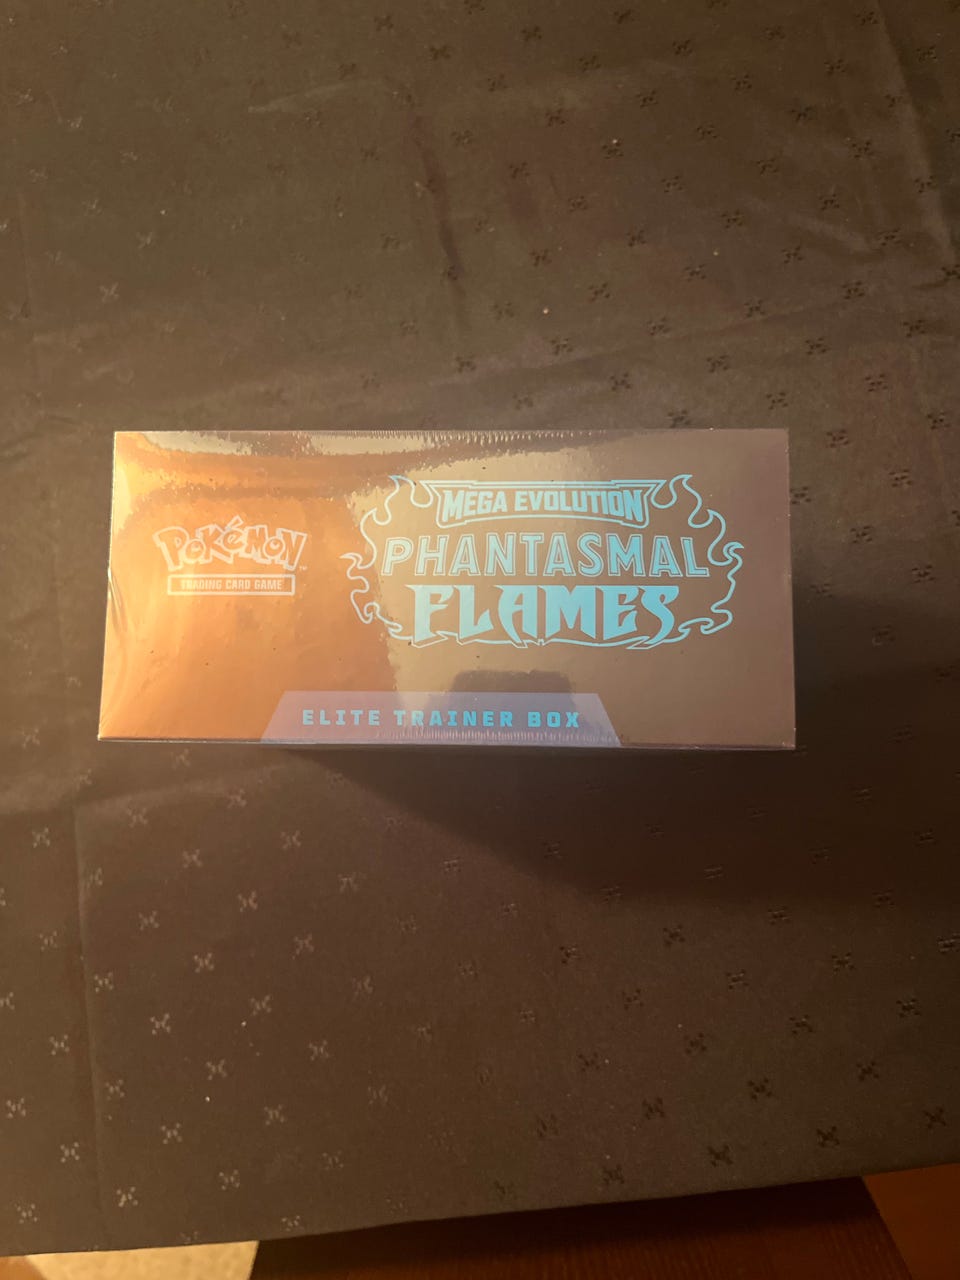 Pokémon
TRADING CARD GAME
MEGA EVOLUTION
PHANTASMAL
FLAMES
ELITE TRAINER BOX